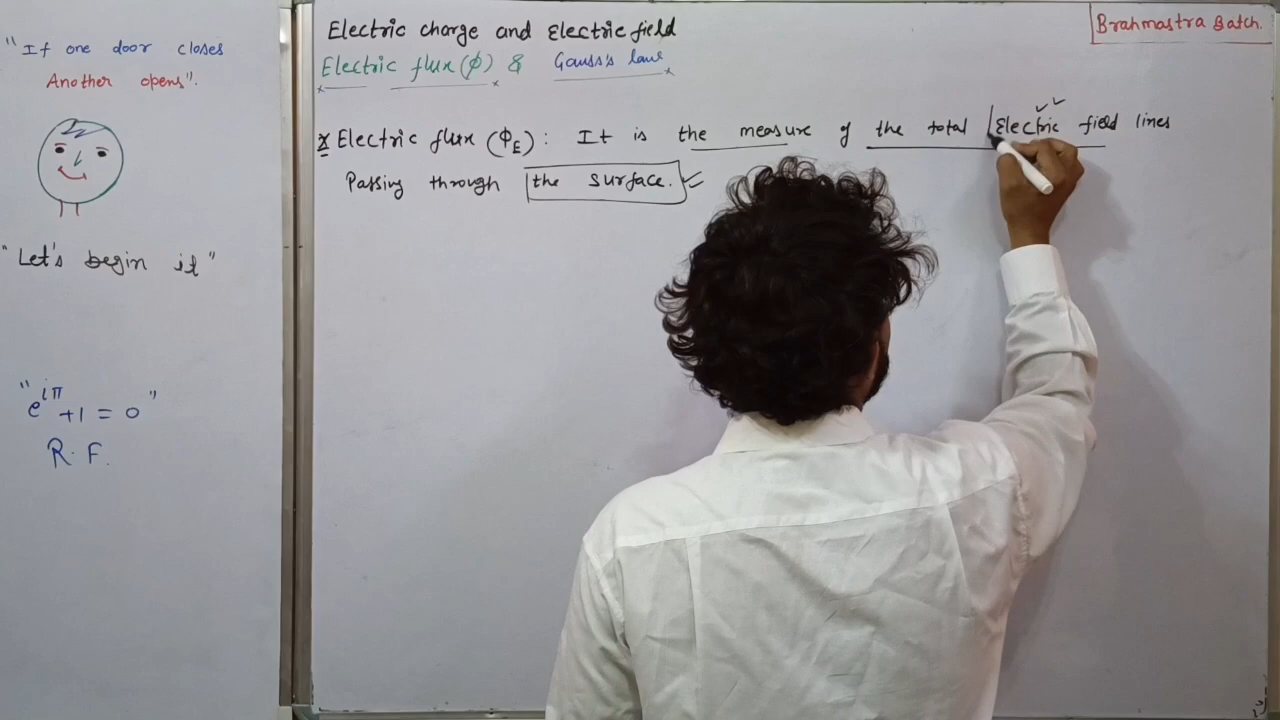 "If one door closes
Another opens".
"Let's begin it"
"e^{iπ} +1 = 0"
R. F.
Electric charge and Electric field
Brahmastra Batch.
Electric flux (φ) & Gauss's law
Electric flux (Φ_E): It is the measure of the total Electric field lines
Passing through the surface.